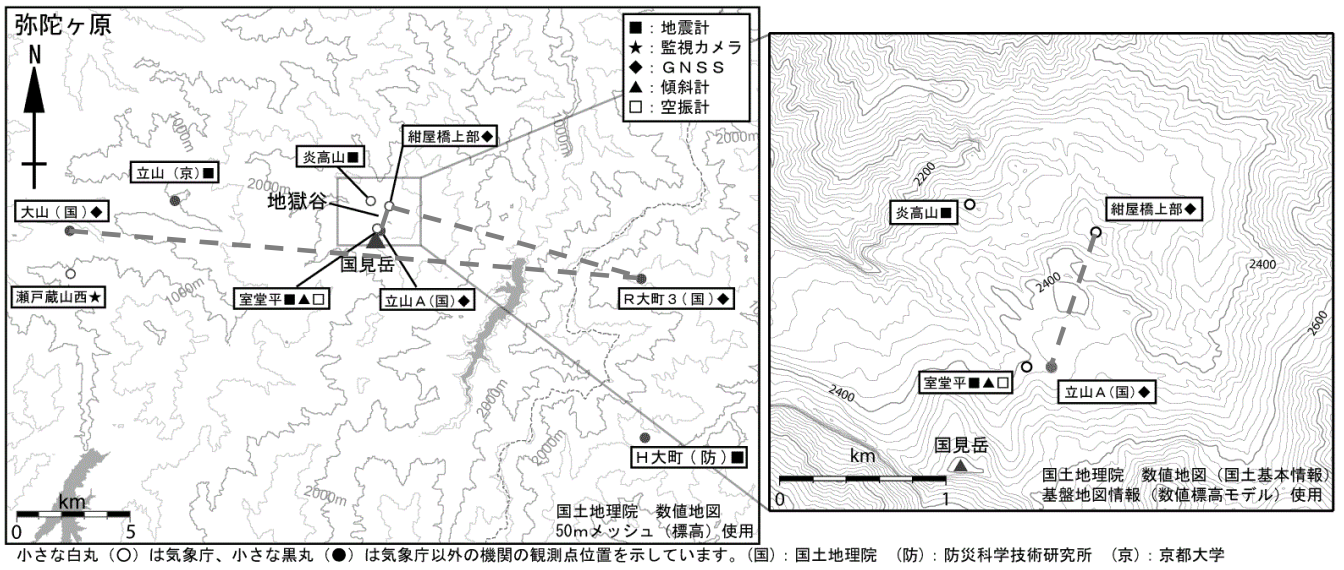 弥陀ヶ原
N
■：地震計
★：監視カメラ
◆：ＧＮＳＳ
▲：傾斜計
□：空振計
1000m
1000m
2000m
紺屋橋上部◆
炎高山■
立山（京）■
2000m
地獄谷
大山（国）◆
国見岳
1000m
瀬戸蔵山西★
室堂平■▲□
立山Ａ（国）◆
Ｒ大町３（国）◆
2000m
2000m
Ｈ大町（防）■
2000m
km
0 5
国土地理院　数値地図
50mメッシュ（標高）使用
2200
炎高山■
紺屋橋上部◆
2400
2400
2600
室堂平■▲□
立山Ａ（国）◆
2400
国見岳
km
0 1
国土地理院　数値地図（国土基本情報）
基盤地図情報（数値標高モデル）使用
小さな白丸（○）は気象庁、小さな黒丸（●）は気象庁以外の機関の観測点位置を示しています。（国）：国土地理院　（防）：防災科学技術研究所　（京）：京都大学